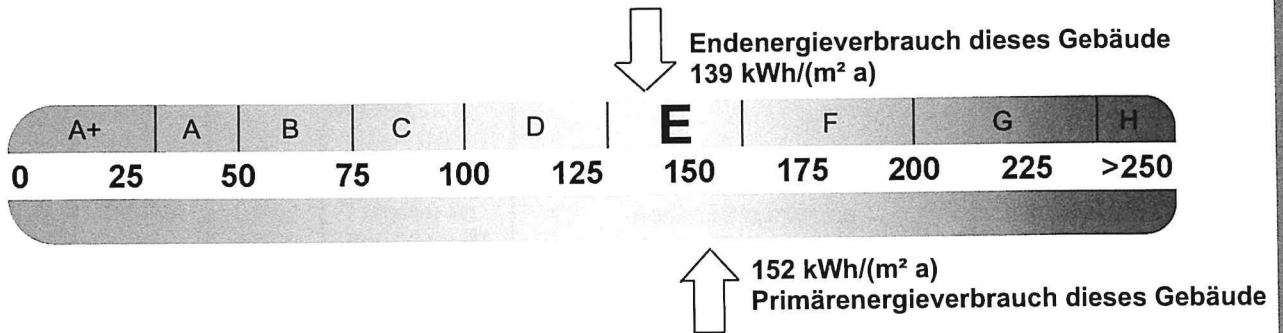 Endenergieverbrauch dieses Gebäude
139 kWh/(m² a)
A+ A B C D E F G H
0 25 50 75 100 125 150 175 200 225 >250
152 kWh/(m² a)
Primärenergieverbrauch dieses Gebäude